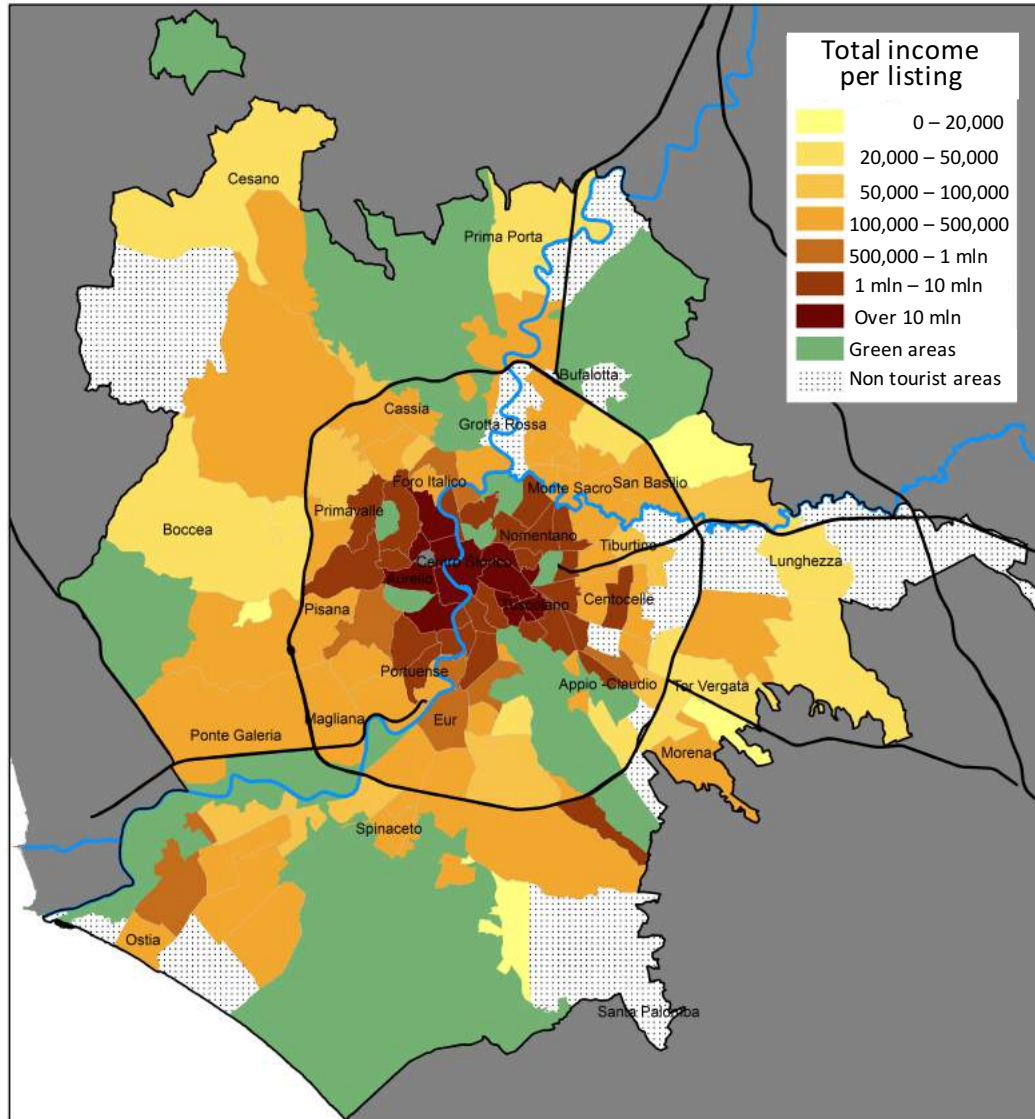 Total income
per listing
0 – 20,000
20,000 – 50,000
50,000 – 100,000
100,000 – 500,000
500,000 – 1 mln
1 mln – 10 mln
Over 10 mln
Green areas
Non tourist areas
Cesano
Prima Porta
Bufalotta
Cassia
Grotta Rossa
Foro Italico
Monte Sacro
San Basilio
Primavalle
Boccea
Nomentano
Tiburtino
Centro Storico
Lunghezza
Aurelio
Pisana
Tuscolano
Centocelle
Portuense
Appio -Claudio
Tor Vergata
Magliana
Eur
Ponte Galeria
Morena
Spinaceto
Ostia
Santa Palomba